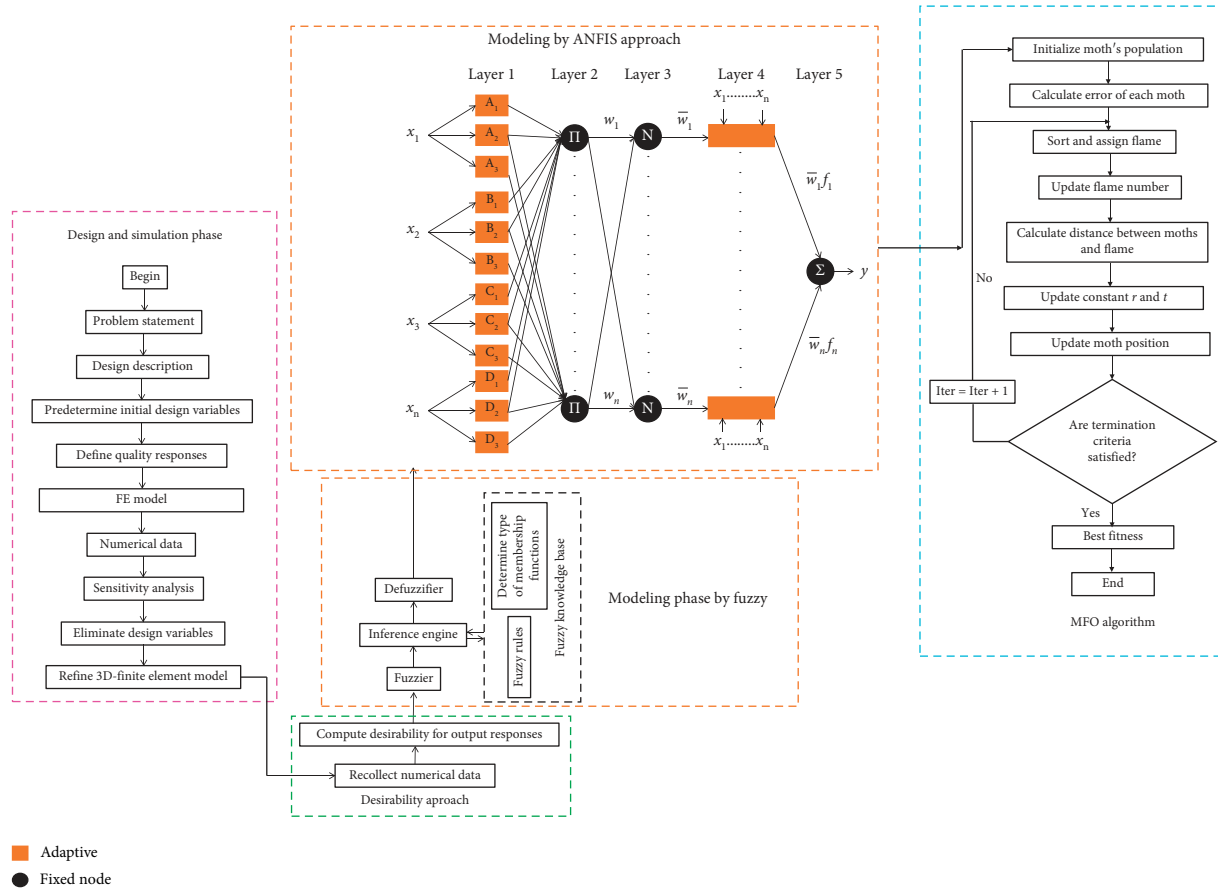 Design and simulation phase
Begin
Problem statement
Design description
Predetermine initial design variables
Define quality responses
FE model
Numerical data
Sensitivity analysis
Eliminate design variables
Refine 3D-finite element model
Compute desirability for output responses
Recollect numerical data
Desirability aproach
Defuzzifier
Inference engine
Fuzzier
Determine type
of membership
functions
Fuzzy rules
Fuzzy knowledge base
Modeling phase by fuzzy
Modeling by ANFIS approach
Layer 1
Layer 2
Layer 3
Layer 4
Layer 5
x₁
x₂
x₃
xₙ
A₁
A₂
A₃
B₁
B₂
B₃
C₁
C₂
C₃
D₁
D₂
D₃
Π
Π
w₁
wₙ
N
N
w̅₁
w̅ₙ
x₁........xₙ
x₁........xₙ
w̅₁f₁
w̅ₙfₙ
Σ
y
Initialize moth′s population
Calculate error of each moth
Sort and assign flame
Update flame number
Calculate distance between moths
and flame
Update constant r and t
Update moth position
No
Iter = Iter + 1
Are termination
criteria
satisfied?
Yes
Best fitness
End
MFO algorithm
Adaptive
Fixed node